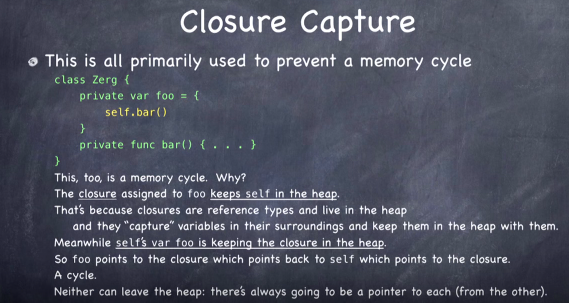 Closure Capture
This is all primarily used to prevent a memory cycle
class Zerg {
private var foo = {
self.bar()
}
private func bar() { . . . }
}
This, too, is a memory cycle. Why?
The closure assigned to foo keeps self in the heap.
That's because closures are reference types and live in the heap
and they "capture" variables in their surroundings and keep them in the heap with them.
Meanwhile self's var foo is keeping the closure in the heap.
So foo points to the closure which points back to self which points to the closure.
A cycle.
Neither can leave the heap: there's always going to be a pointer to each (from the other).